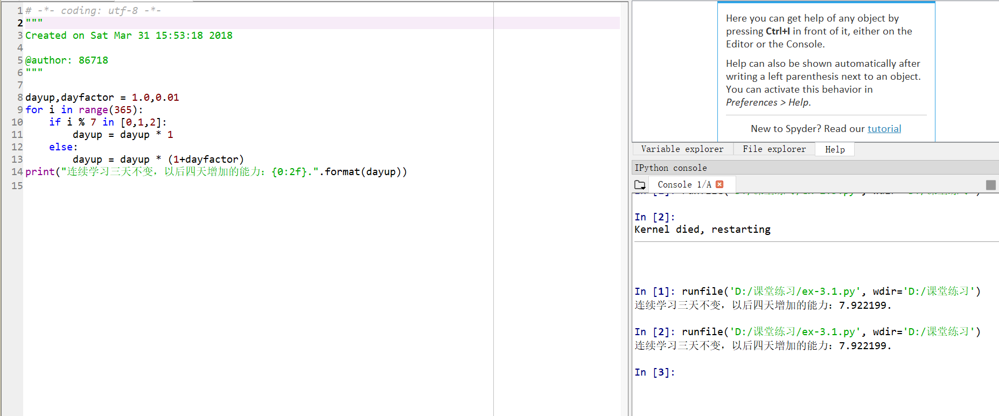 1 # -*- coding: utf-8 -*-
2 """
3 Created on Sat Mar 31 15:53:18 2018
4
5 @author: 86718
6 """
7
8 dayup,dayfactor = 1.0,0.01
9 for i in range(365):
10     if i % 7 in [0,1,2]:
11         dayup = dayup * 1
12     else:
13         dayup = dayup * (1+dayfactor)
14 print("连续学习三天不变，以后四天增加的能力：{0:2f}.".format(dayup))
15
Here you can get help of any object by
pressing Ctrl+I in front of it, either on the
Editor or the Console.
Help can also be shown automatically after
writing a left parenthesis next to an object.
You can activate this behavior in
Preferences > Help.
New to Spyder? Read our tutorial
Variable explorer File explorer Help
IPython console
Console 1/A
In [2]:
Kernel died, restarting
In [1]: runfile('D:/课堂练习/ex-3.1.py', wdir='D:/课堂练习')
连续学习三天不变，以后四天增加的能力：7.922199.
In [2]: runfile('D:/课堂练习/ex-3.1.py', wdir='D:/课堂练习')
连续学习三天不变，以后四天增加的能力：7.922199.
In [3]: